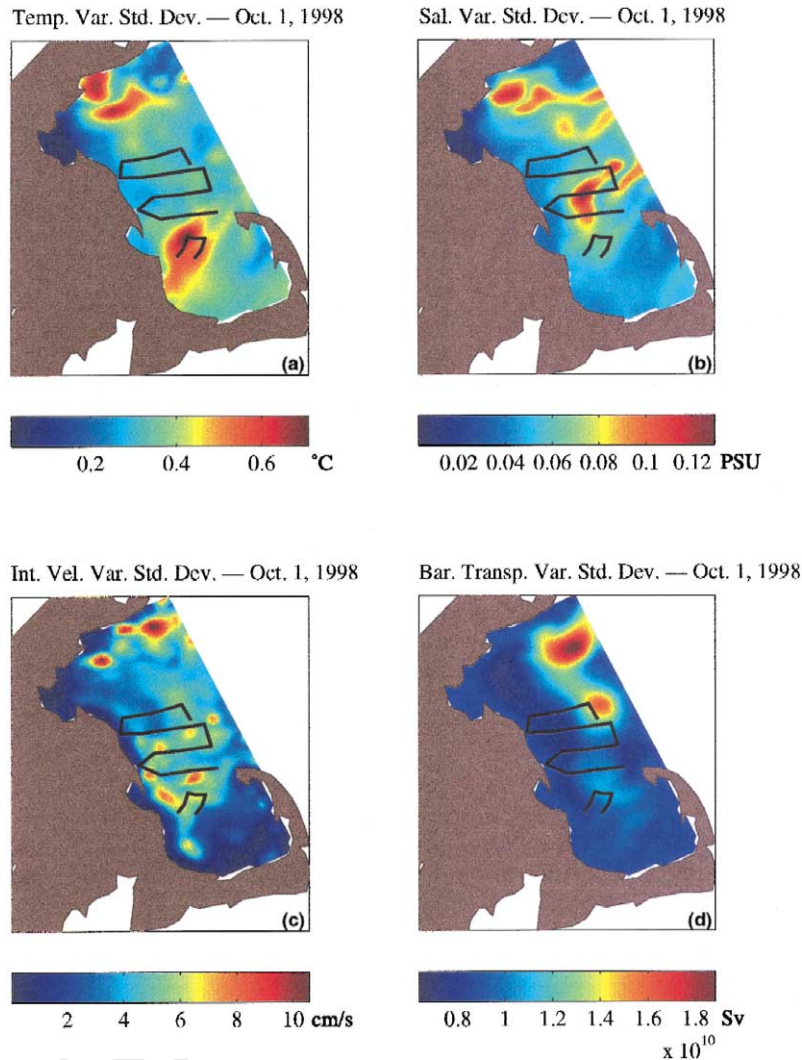 Temp. Var. Std. Dev. — Oct. 1, 1998
Sal. Var. Std. Dev. — Oct. 1, 1998
(a)
(b)
0.2 0.4 0.6 °C
0.02 0.04 0.06 0.08 0.1 0.12 PSU
Int. Vel. Var. Std. Dev. — Oct. 1, 1998
Bar. Transp. Var. Std. Dev. — Oct. 1, 1998
(c)
(d)
2 4 6 8 10 cm/s
0.8 1 1.2 1.4 1.6 1.8 Sv
x 10^10